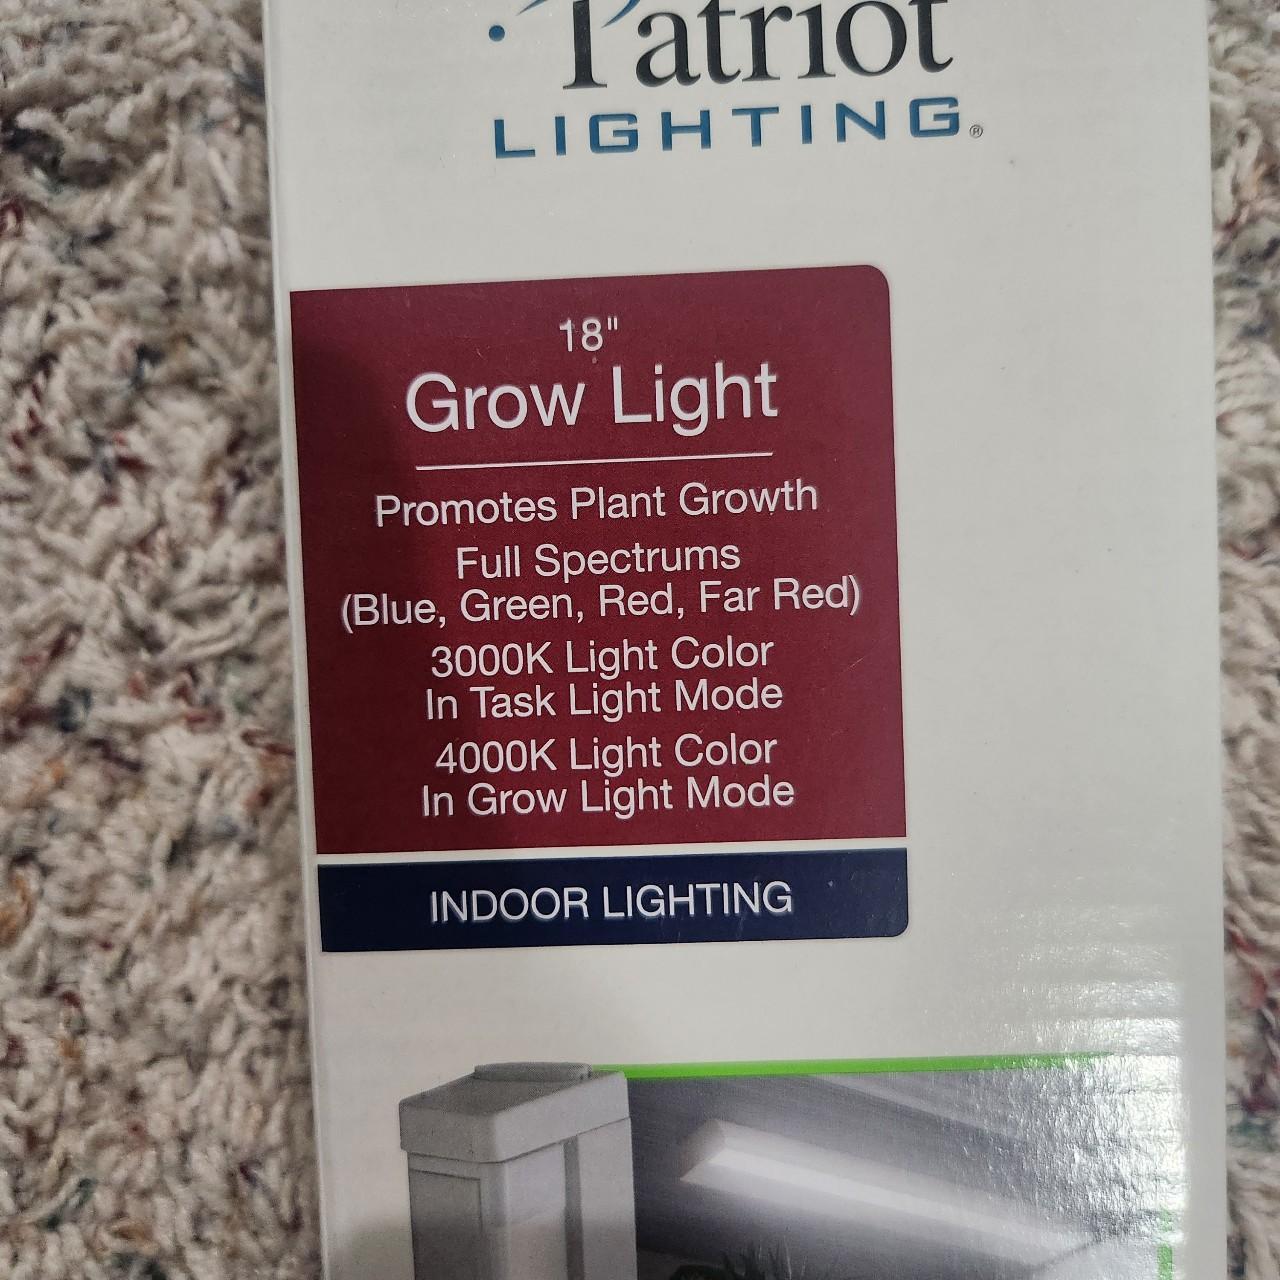 Patriot
LIGHTING®
18"
Grow Light
Promotes Plant Growth
Full Spectrums
(Blue, Green, Red, Far Red)
3000K Light Color
In Task Light Mode
4000K Light Color
In Grow Light Mode
INDOOR LIGHTING